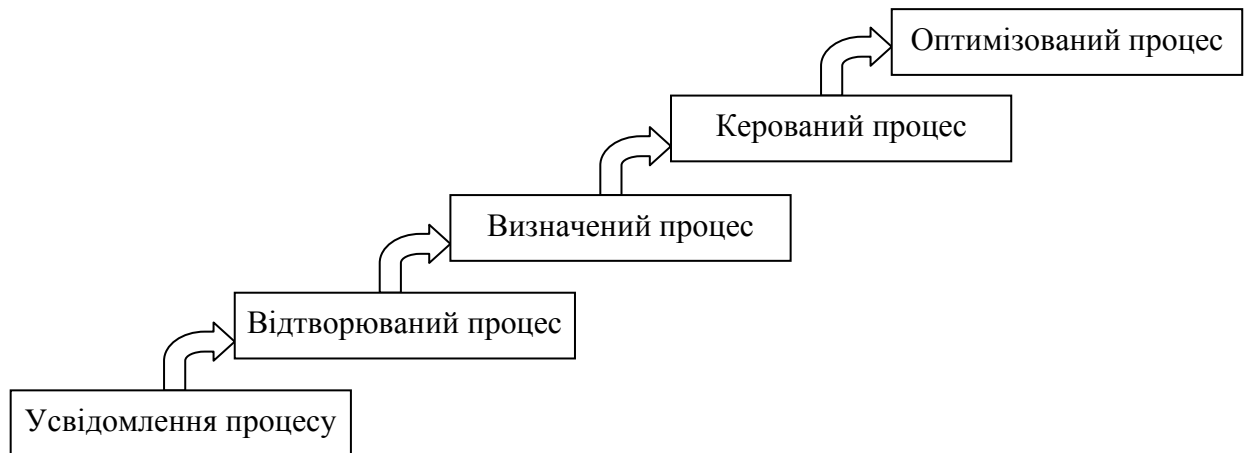 Оптимізований процес
Керований процес
Визначений процес
Відтворюваний процес
Усвідомлення процесу